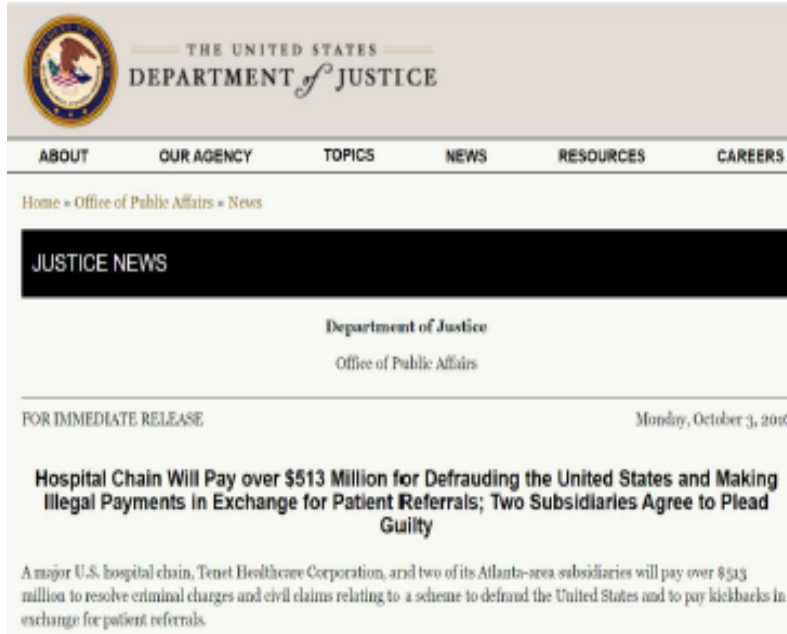 THE UNITED STATES
DEPARTMENT of JUSTICE
ABOUT OUR AGENCY TOPICS NEWS RESOURCES CAREERS
Home » Office of Public Affairs » News
JUSTICE NEWS
Department of Justice
Office of Public Affairs
FOR IMMEDIATE RELEASE Monday, October 3, 2016
Hospital Chain Will Pay over $513 Million for Defrauding the United States and Making
Illegal Payments in Exchange for Patient Referrals; Two Subsidiaries Agree to Plead
Guilty
A major U.S. hospital chain, Tenet Healthcare Corporation, and two of its Atlanta-area subsidiaries will pay over $513
million to resolve criminal charges and civil claims relating to a scheme to defraud the United States and to pay kickbacks in
exchange for patient referrals.